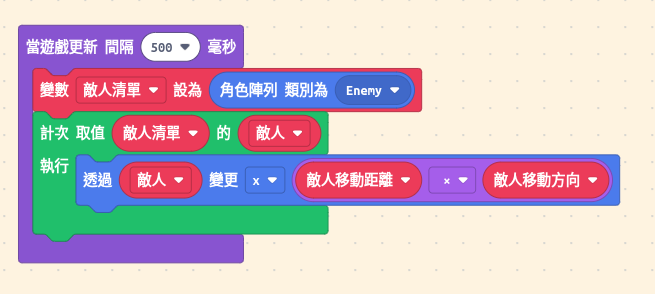 當遊戲更新 間隔 500 毫秒
變數 敵人清單 設為 角色陣列 類別為 Enemy
計次 取值 敵人清單 的 敵人
執行
透過 敵人 變更 x 敵人移動距離 × 敵人移動方向